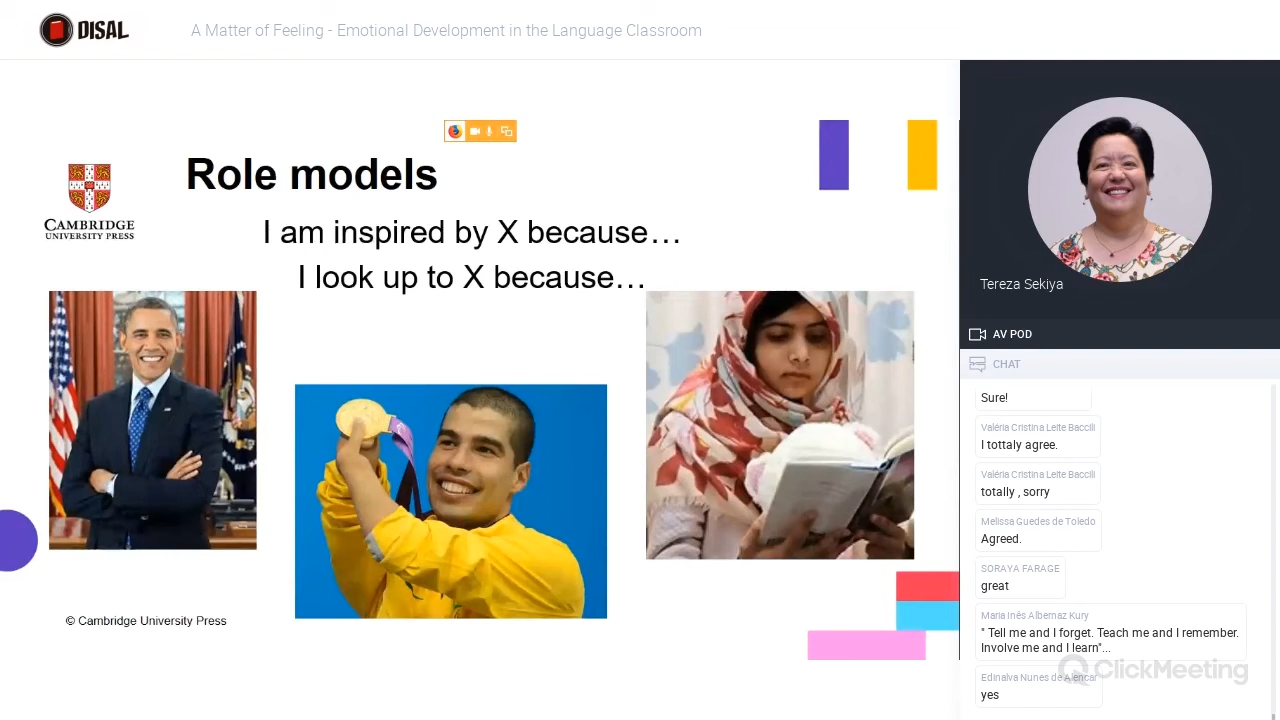 DISAL
A Matter of Feeling - Emotional Development in the Language Classroom
Role models
CAMBRIDGE
UNIVERSITY PRESS
I am inspired by X because…
I look up to X because…
© Cambridge University Press
Tereza Sekiya
AV POD
CHAT
Sure!
Valéria Cristina Leite Baccili
I tottaly agree.
Valéria Cristina Leite Baccili
totally , sorry
Melissa Guedes de Toledo
Agreed.
SORAYA FARAGE
great
Maria Inês Albernaz Kury
" Tell me and I forget. Teach me and I remember.
Involve me and I learn"...
ClickMeeting
Edinalva Nunes de Alencar
yes